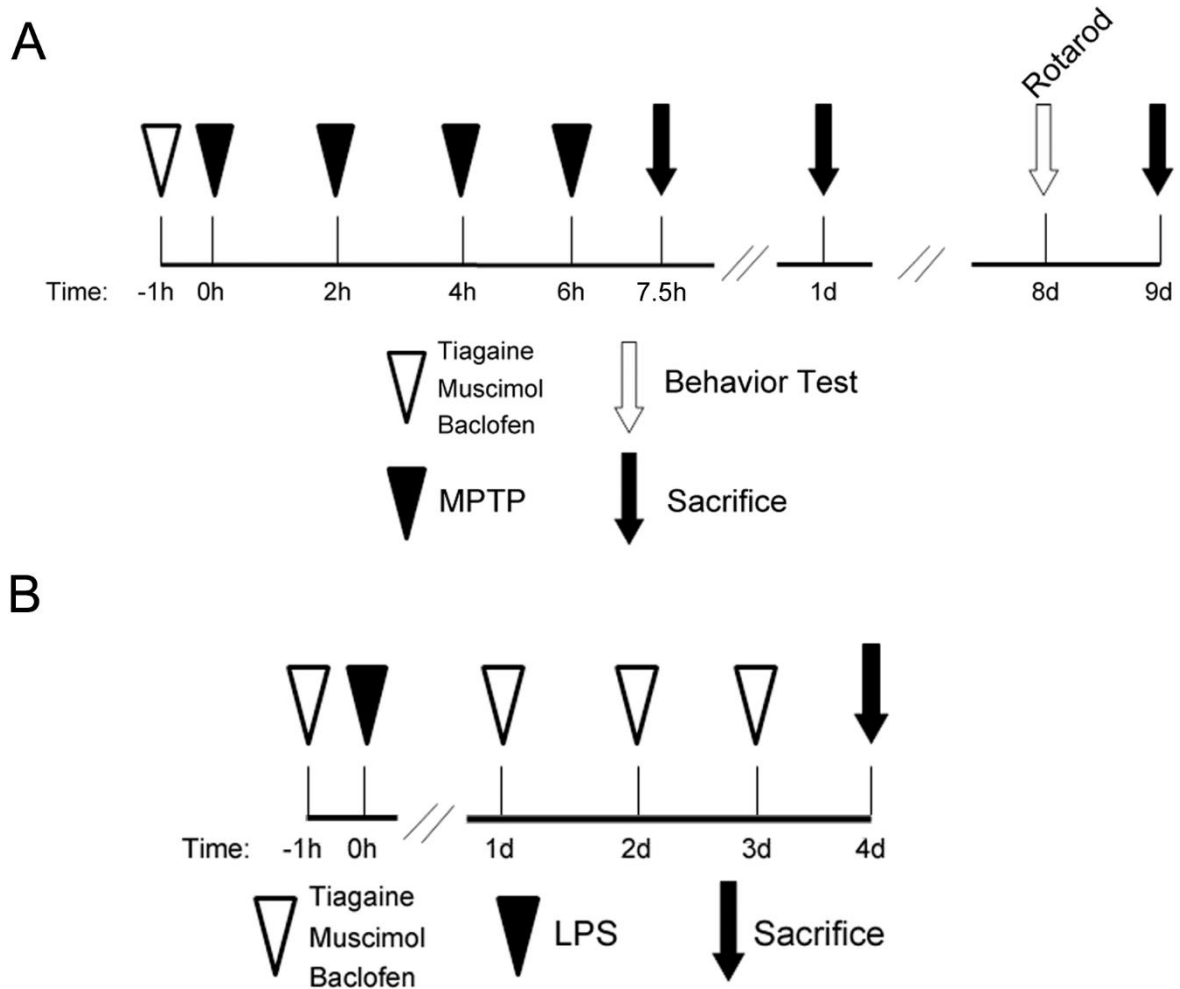 A
Rotarod
Time: -1h 0h 2h 4h 6h 7.5h 1d 8d 9d
Tiagaine
Muscimol
Baclofen
Behavior Test
MPTP
Sacrifice
B
Time: -1h 0h 1d 2d 3d 4d
Tiagaine
Muscimol
Baclofen
LPS
Sacrifice